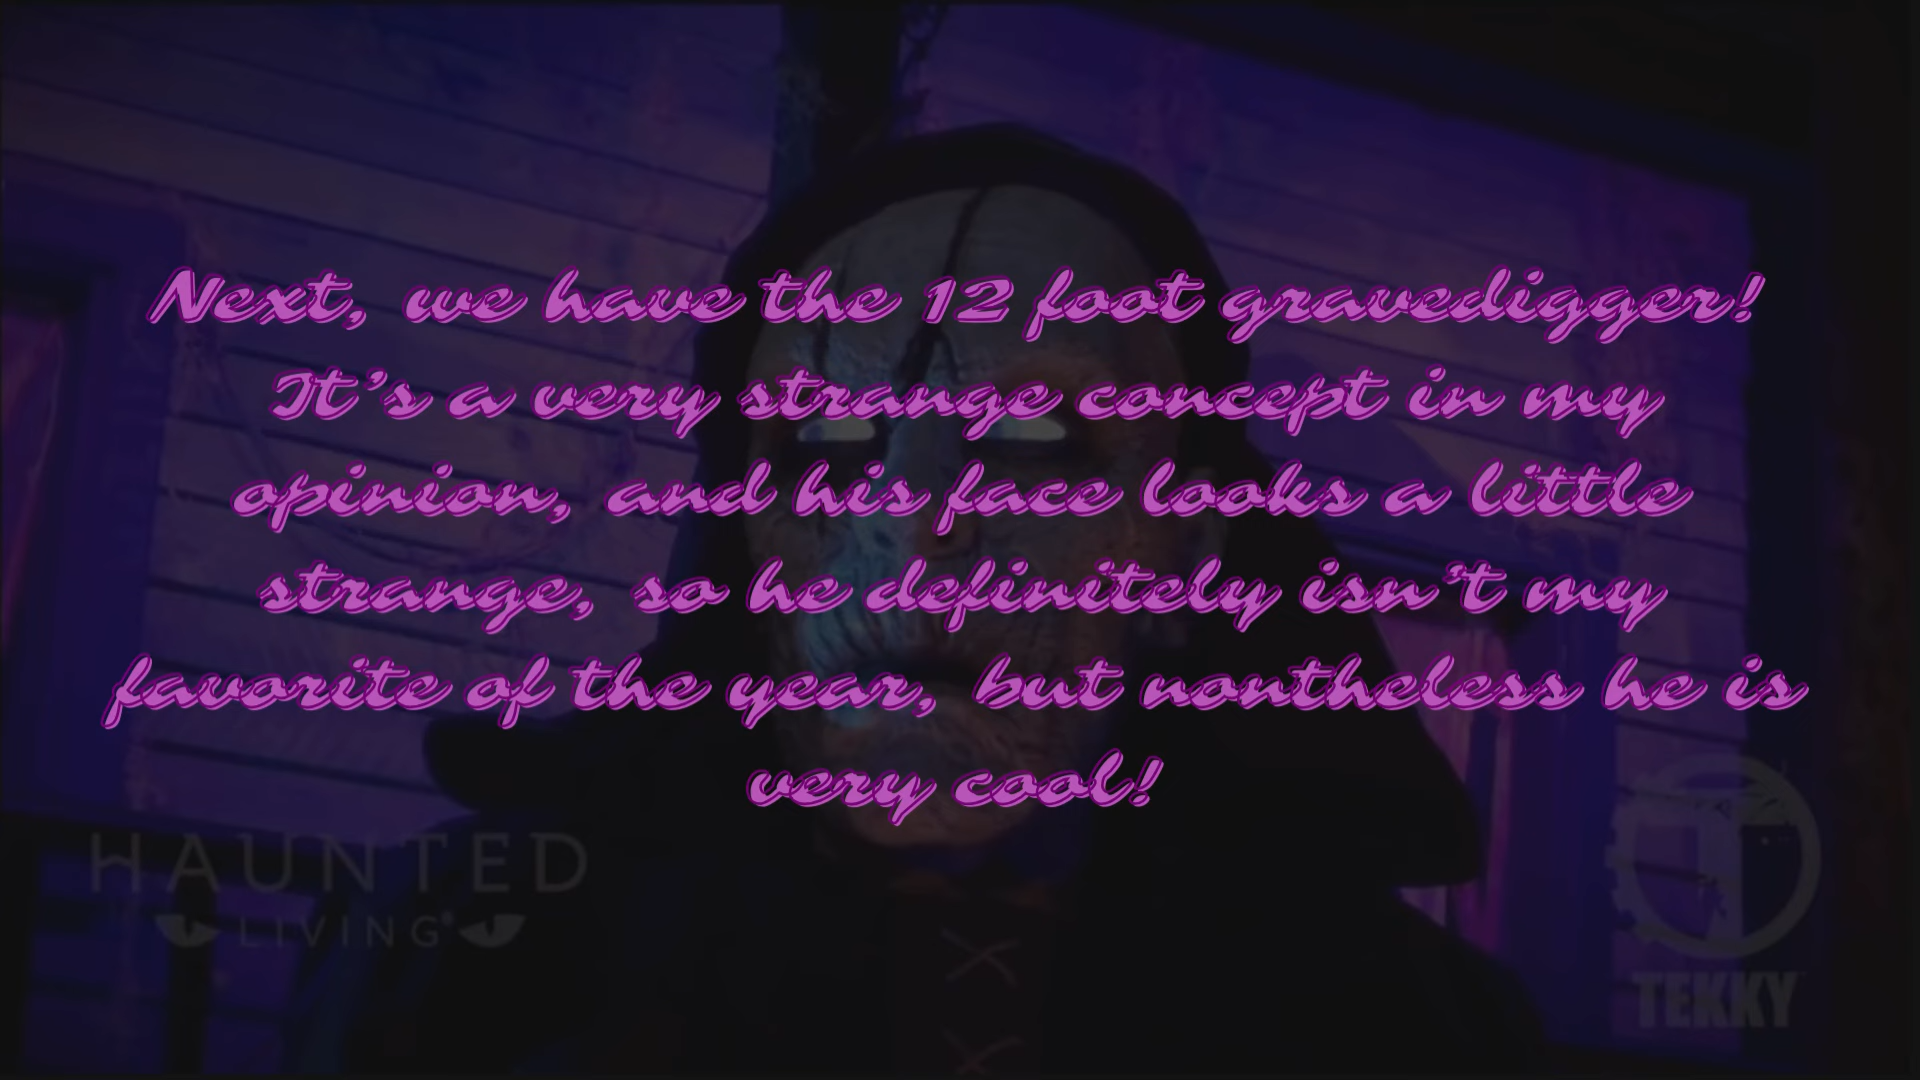 Next, we have the 12 foot gravedigger!
It's a very strange concept in my
opinion, and his face looks a little
strange, so he definitely isn't my
favorite of the year, but nontheless he is
very cool!
HAUNTED
LIVING
TEKKY